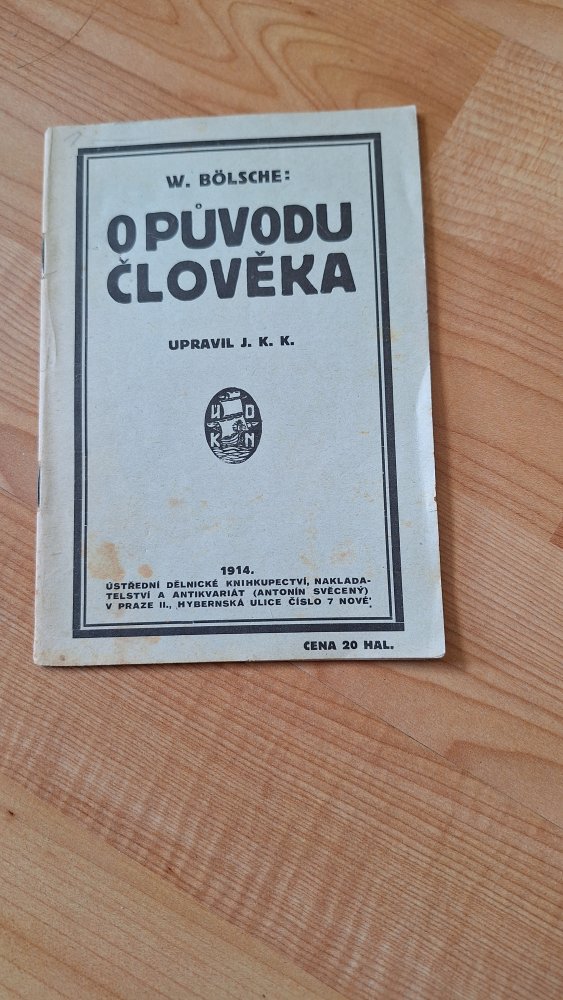 W. BÖLSCHE:
O PŮVODU
ČLOVĚKA
UPRAVIL J. K. K.
U D
K N
1914.
ÚSTŘEDNÍ DĚLNICKÉ KNIHKUPECTVÍ, NAKLADA-
TELSTVÍ A ANTIKVARIÁT (ANTONÍN SVĚCENÝ)
V PRAZE II., HYBERNSKÁ ULICE ČÍSLO 7 NOVÉ.
CENA 20 HAL.